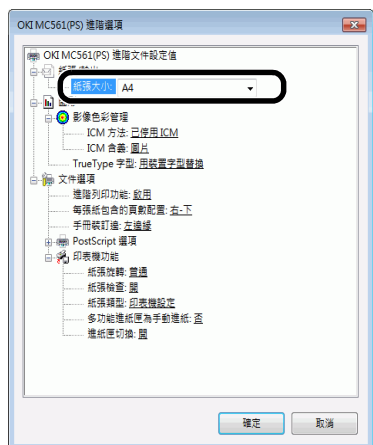 OKI MC561(PS) 進階選項
OKI MC561(PS) 進階文件設定值
紙張大小: A4
影像色彩管理
ICM 方法: 已停用 ICM
ICM 含義: 圖片
TrueType 字型: 用裝置字型替換
文件選項
進階列印功能: 啟用
每張紙包含的頁數配置: 右-下
手冊裝訂邊: 左邊緣
PostScript 選項
印表機功能
紙張旋轉: 普通
紙張檢查: 開
紙張類型: 印表機設定
多功能進紙匣為手動進紙: 否
進紙匣切換: 開
確定
取消